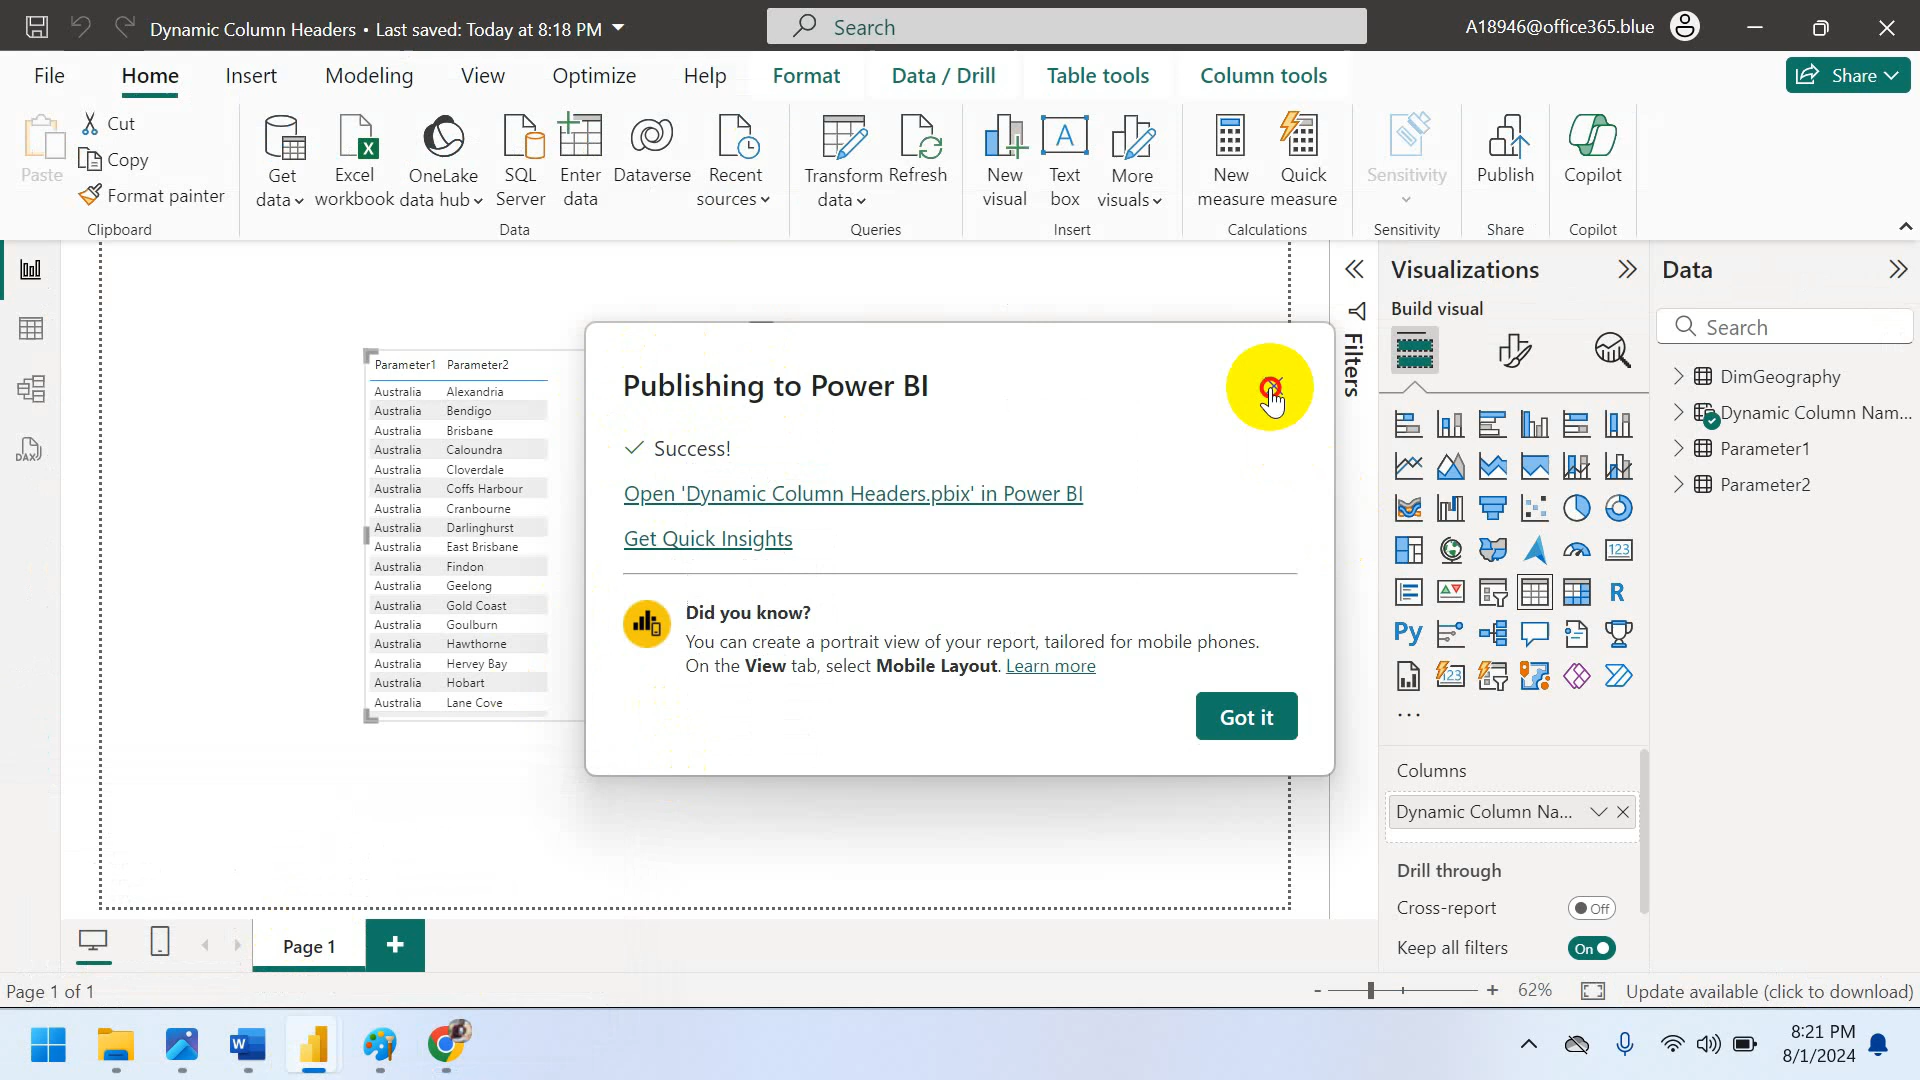 Dynamic Column Headers • Last saved: Today at 8:18 PM
Search
A18946@office365.blue
File
Home
Insert
Modeling
View
Optimize
Help
Format
Data / Drill
Table tools
Column tools
Share
Paste
Cut
Copy
Format painter
Clipboard
Get data
Excel workbook
OneLake data hub
SQL Server
Enter data
Dataverse
Recent sources
Data
Transform data
Refresh
Queries
New visual
Text box
More visuals
Insert
New measure
Quick measure
Calculations
Sensitivity
Sensitivity
Publish
Share
Copilot
Copilot
Parameter1 Parameter2
Australia Alexandria
Australia Bendigo
Australia Brisbane
Australia Caloundra
Australia Cloverdale
Australia Coffs Harbour
Australia Cranbourne
Australia Darlinghurst
Australia East Brisbane
Australia Findon
Australia Geelong
Australia Gold Coast
Australia Goulburn
Australia Hawthorne
Australia Hervey Bay
Australia Hobart
Australia Lane Cove
Publishing to Power BI
Success!
Open 'Dynamic Column Headers.pbix' in Power BI
Get Quick Insights
Did you know?
You can create a portrait view of your report, tailored for mobile phones.
On the View tab, select Mobile Layout. Learn more
Got it
Filters
Visualizations
Build visual
123
R
Py
123
Columns
Dynamic Column Na...
Drill through
Cross-report
Off
Keep all filters
On
Data
Search
DimGeography
Dynamic Column Nam...
Parameter1
Parameter2
DAX
Page 1
Page 1 of 1
62%
Update available (click to download)
8:21 PM
8/1/2024